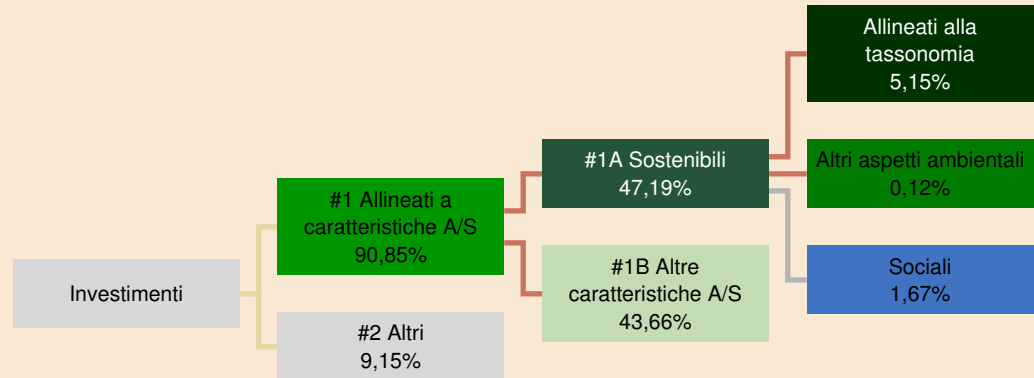 Investimenti
#1 Allineati a
caratteristiche A/S
90,85%
#2 Altri
9,15%
#1A Sostenibili
47,19%
#1B Altre
caratteristiche A/S
43,66%
Allineati alla
tassonomia
5,15%
Altri aspetti ambientali
0,12%
Sociali
1,67%